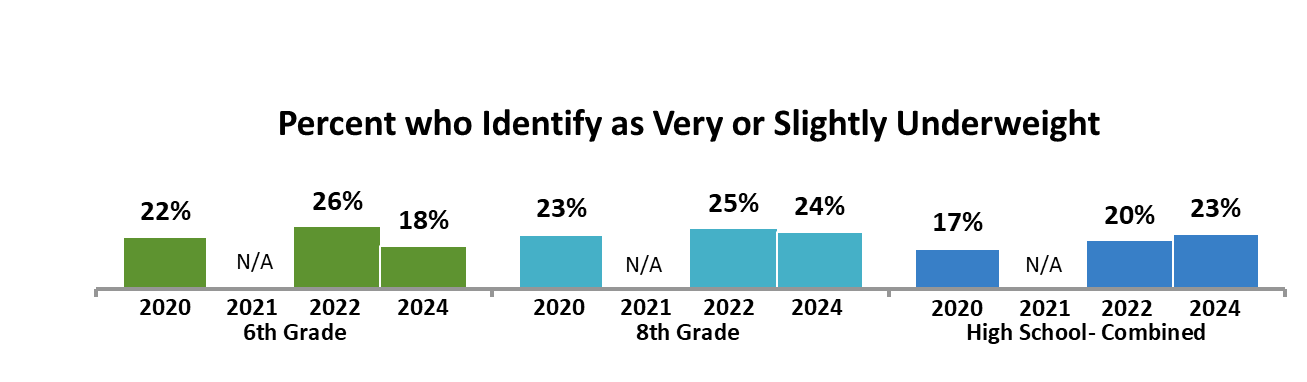 Percent who Identify as Very or Slightly Underweight
22% N/A 26% 18% 23% N/A 25% 24% 17% N/A 20% 23%
2020 2021 2022 2024 2020 2021 2022 2024 2020 2021 2022 2024
6th Grade 8th Grade High School- Combined